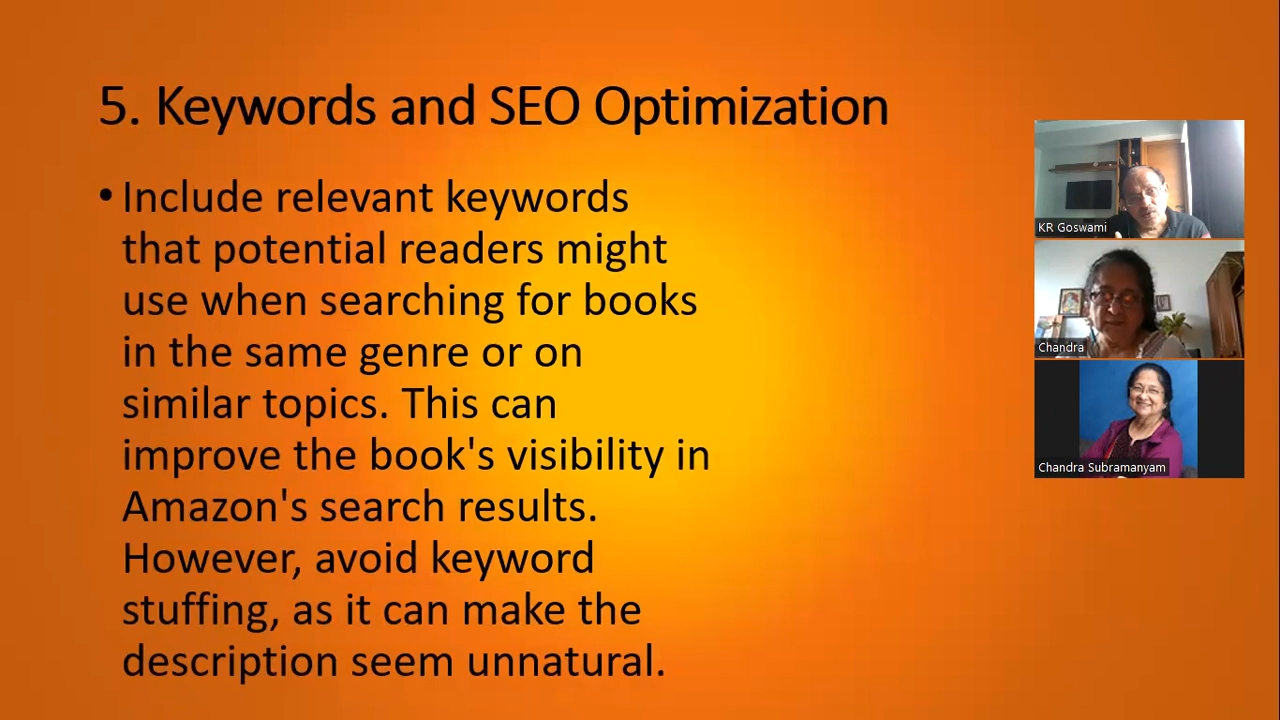 5. Keywords and SEO Optimization
• Include relevant keywords
that potential readers might
use when searching for books
in the same genre or on
similar topics. This can
improve the book's visibility in
Amazon's search results.
However, avoid keyword
stuffing, as it can make the
description seem unnatural.
KR Goswami
Chandra
Chandra Subramanyam